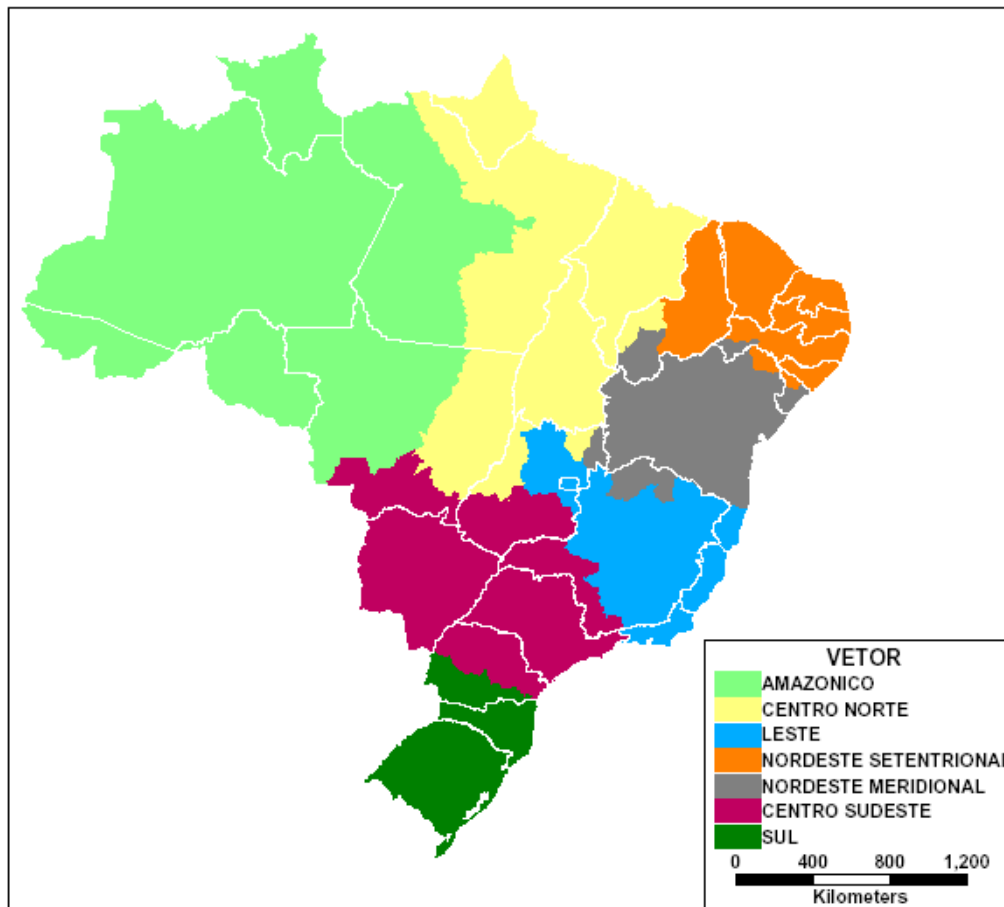 VETOR
AMAZONICO
CENTRO NORTE
LESTE
NORDESTE SETENTRIONAL
NORDESTE MERIDIONAL
CENTRO SUDESTE
SUL
0 400 800 1,200
Kilometers